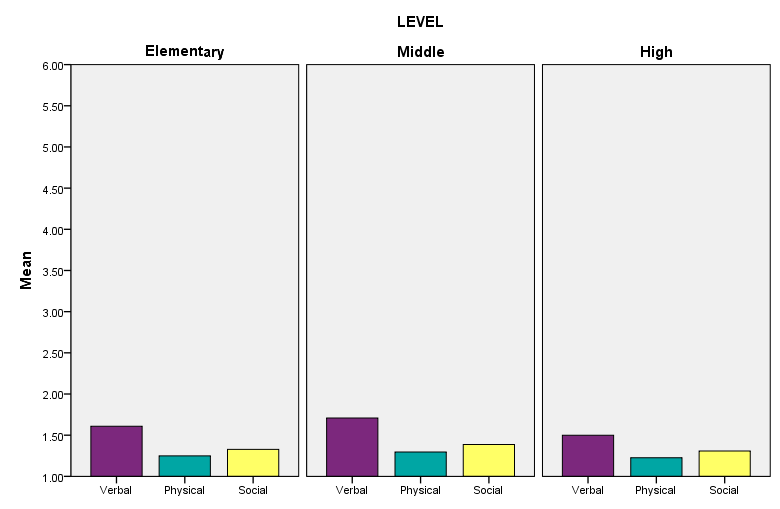 LEVEL
Elementary Middle High
Mean
6.00
5.50
5.00
4.50
4.00
3.50
3.00
2.50
2.00
1.50
1.00
Verbal Physical Social Verbal Physical Social Verbal Physical Social